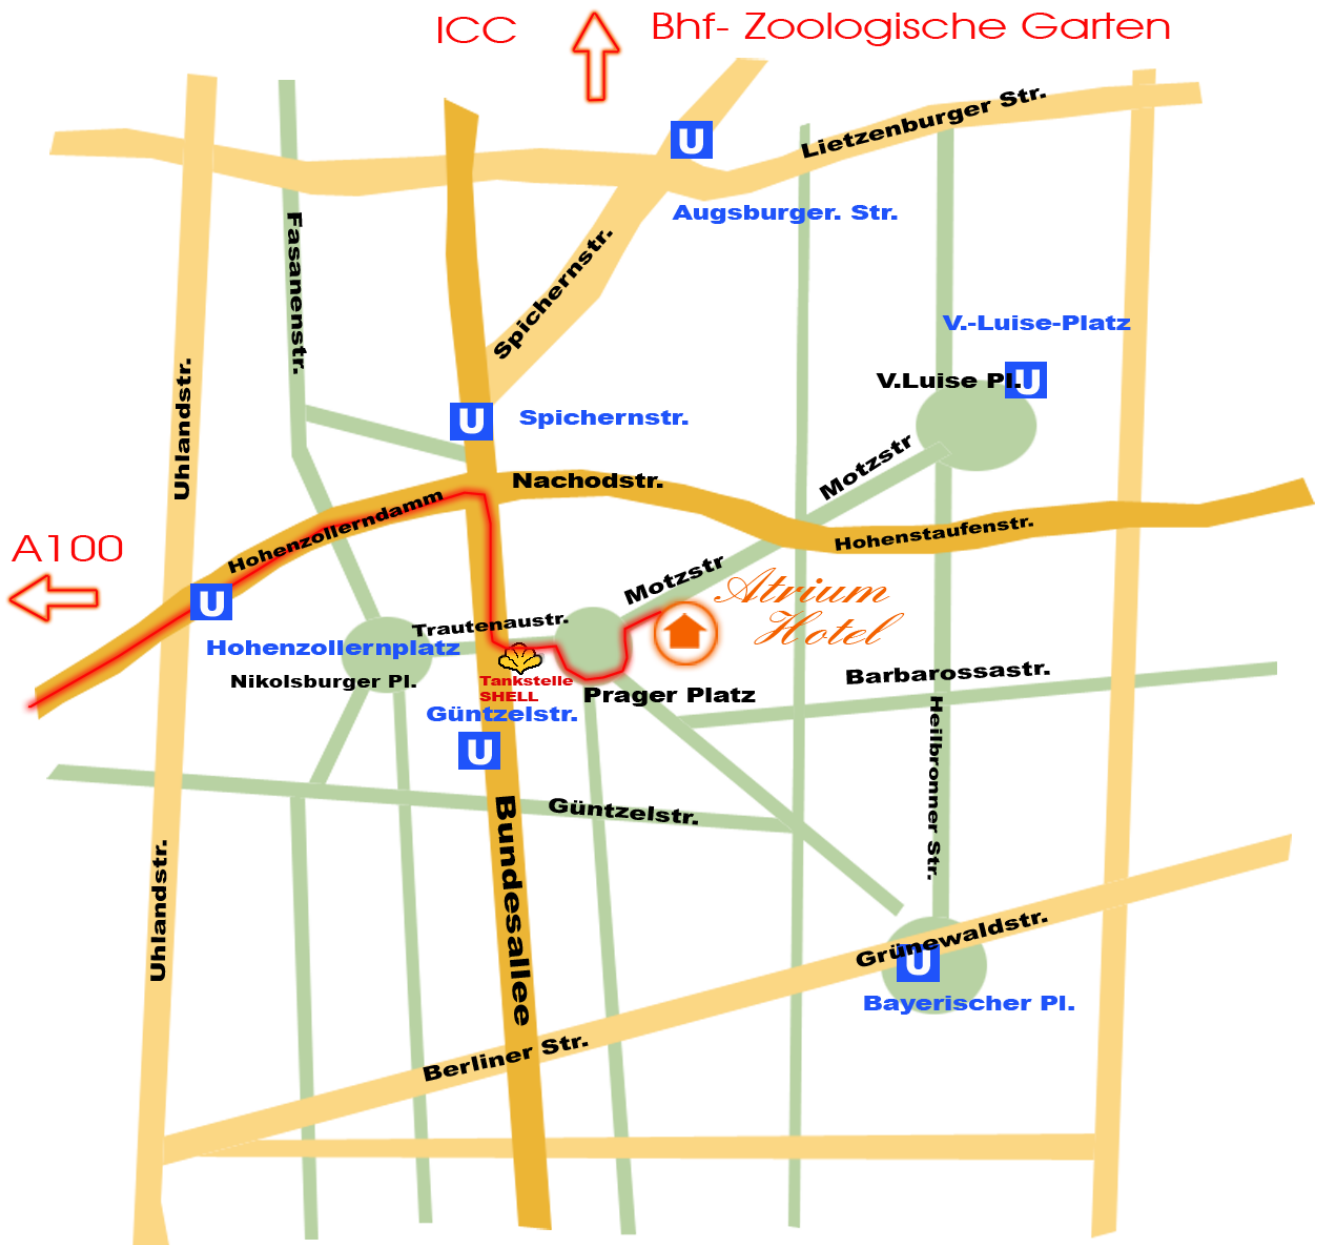 ICC
Bhf- Zoologische Garten
U
Lietzenburger Str.
Augsburger. Str.
Fasanenstr.
Spichernstr.
V.-Luise-Platz
V.Luise Pl.
U
Uhlandstr.
U
Spichernstr.
Motzstr
Nachodstr.
Hohenzollerndamm
Hohenstaufenstr.
A100
U
Motzstr
Atrium
Hotel
Trautenaustr.
Hohenzollernplatz
Nikolsburger Pl.
Tankstelle
SHELL
Prager Platz
Barbarossastr.
Güntzelstr.
U
Heilbronner Str.
Güntzelstr.
Bundesallee
Uhlandstr.
Grünewaldstr.
U
Bayerischer Pl.
Berliner Str.